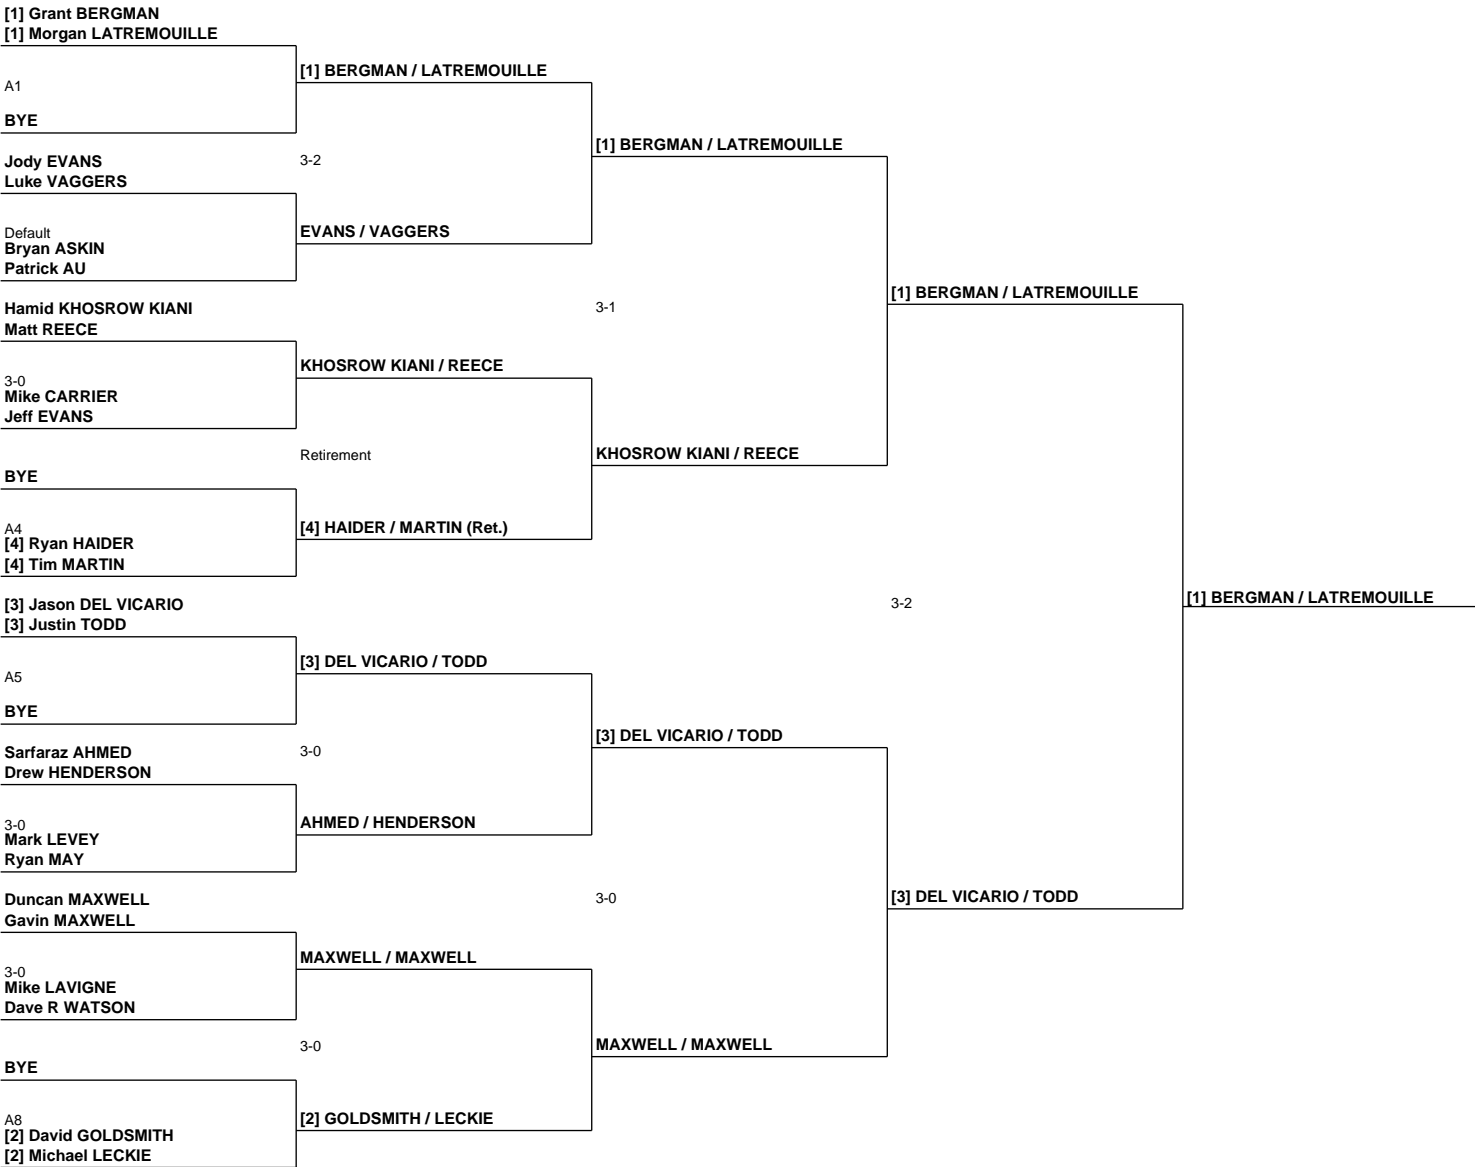 [1] Grant BERGMAN
[1] Morgan LATREMOUILLE
A1
BYE
Jody EVANS
Luke VAGGERS
Default
Bryan ASKIN
Patrick AU
Hamid KHOSROW KIANI
Matt REECE
3-0
Mike CARRIER
Jeff EVANS
BYE
A4
[4] Ryan HAIDER
[4] Tim MARTIN
[3] Jason DEL VICARIO
[3] Justin TODD
A5
BYE
Sarfaraz AHMED
Drew HENDERSON
3-0
Mark LEVEY
Ryan MAY
Duncan MAXWELL
Gavin MAXWELL
3-0
Mike LAVIGNE
Dave R WATSON
BYE
A8
[2] David GOLDSMITH
[2] Michael LECKIE
[1] BERGMAN / LATREMOUILLE
3-2
EVANS / VAGGERS
KHOSROW KIANI / REECE
Retirement
[4] HAIDER / MARTIN (Ret.)
[3] DEL VICARIO / TODD
3-0
AHMED / HENDERSON
MAXWELL / MAXWELL
3-0
[2] GOLDSMITH / LECKIE
[1] BERGMAN / LATREMOUILLE
3-1
KHOSROW KIANI / REECE
[3] DEL VICARIO / TODD
3-0
MAXWELL / MAXWELL
[1] BERGMAN / LATREMOUILLE
3-2
[3] DEL VICARIO / TODD
[1] BERGMAN / LATREMOUILLE